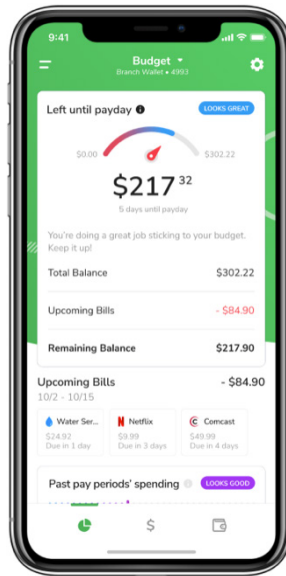 9:41
Budget
Branch Wallet • 4993
Left until payday
LOOKS GREAT
$0.00
$302.22
$217 32
5 days until payday
You're doing a great job sticking to your budget.
Keep it up!
Total Balance $302.22
Upcoming Bills - $84.90
Remaining Balance $217.90
Upcoming Bills - $84.90
10/2 - 10/15
Water Ser... Netflix Comcast
$24.92 $9.99 $49.99
Due in 1 day Due in 3 days Due in 4 days
Past pay periods' spending LOOKS GOOD
$